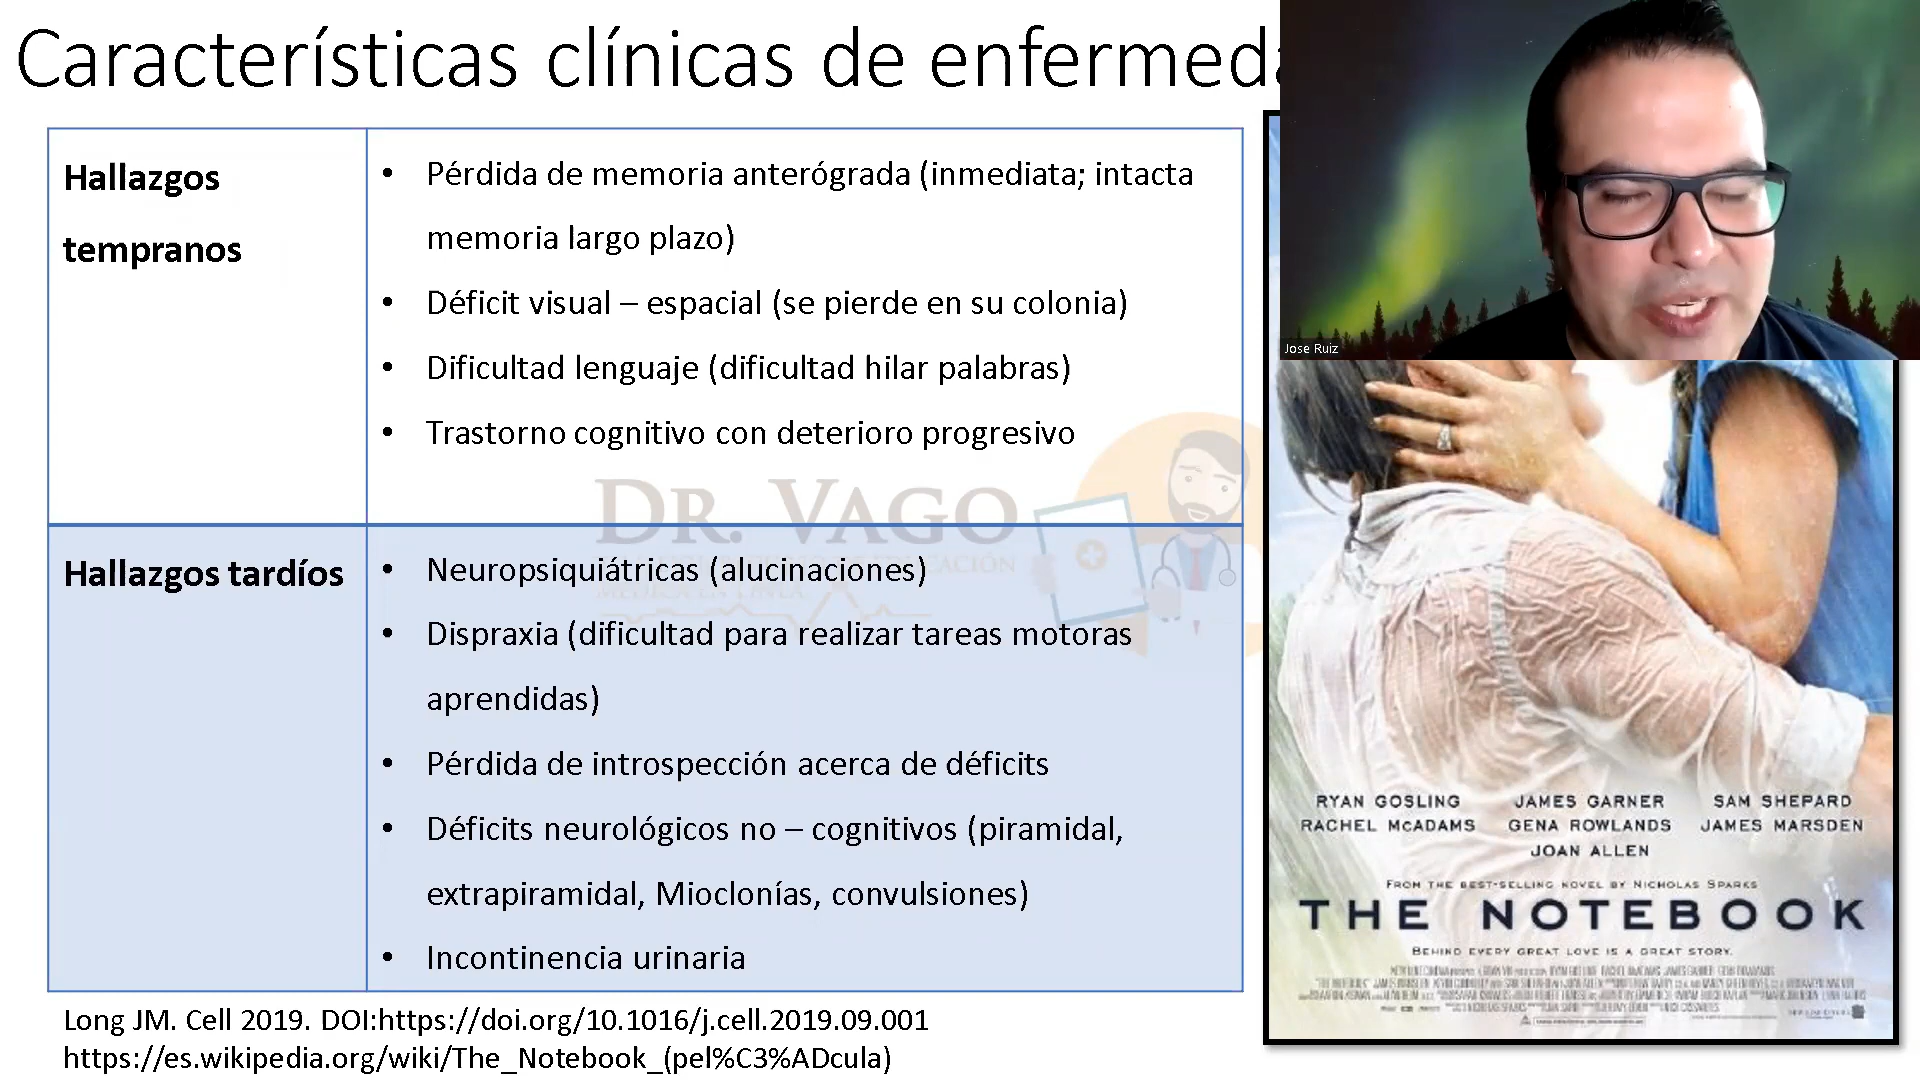 Características clínicas de enfermeda
Hallazgos
tempranos
• Pérdida de memoria anterógrada (inmediata; intacta
memoria largo plazo)
• Déficit visual – espacial (se pierde en su colonia)
• Dificultad lenguaje (dificultad hilar palabras)
• Trastorno cognitivo con deterioro progresivo
DR. VAGO
Hallazgos tardíos
• Neuropsiquiátricas (alucinaciones)
• Dispraxia (dificultad para realizar tareas motoras
aprendidas)
• Pérdida de introspección acerca de déficits
• Déficits neurológicos no – cognitivos (piramidal,
extrapiramidal, Mioclonías, convulsiones)
• Incontinencia urinaria
Long JM. Cell 2019. DOI:https://doi.org/10.1016/j.cell.2019.09.001
https://es.wikipedia.org/wiki/The_Notebook_(pel%C3%ADcula)
Jose Ruiz
RYAN GOSLING JAMES GARNER SAM SHEPARD
RACHEL McADAMS GENA ROWLANDS JAMES MARSDEN
JOAN ALLEN
FROM THE BEST-SELLING NOVEL BY NICHOLAS SPARKS
THE NOTEBOOK
BEHIND EVERY GREAT LOVE IS A GREAT STORY.